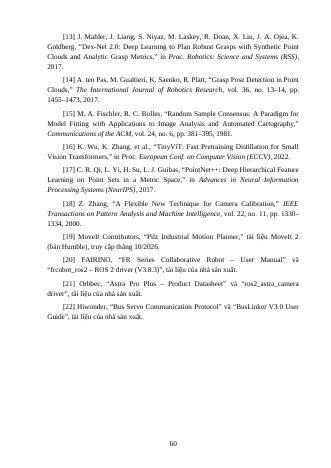 [13] J. Mahler, J. Liang, S. Niyaz, M. Laskey, R. Doan, X. Liu, J. A. Ojea, K.
Goldberg, “Dex-Net 2.0: Deep Learning to Plan Robust Grasps with Synthetic Point
Clouds and Analytic Grasp Metrics,” in Proc. Robotics: Science and Systems (RSS),
2017.
[14] A. ten Pas, M. Gualtieri, K. Saenko, R. Platt, “Grasp Pose Detection in Point
Clouds,” The International Journal of Robotics Research, vol. 36, no. 13–14, pp.
1455–1473, 2017.
[15] M. A. Fischler, R. C. Bolles, “Random Sample Consensus: A Paradigm for
Model Fitting with Applications to Image Analysis and Automated Cartography,”
Communications of the ACM, vol. 24, no. 6, pp. 381–395, 1981.
[16] K. Wu, K. Zhang, et al., “TinyViT: Fast Pretraining Distillation for Small
Vision Transformers,” in Proc. European Conf. on Computer Vision (ECCV), 2022.
[17] C. R. Qi, L. Yi, H. Su, L. J. Guibas, “PointNet++: Deep Hierarchical Feature
Learning on Point Sets in a Metric Space,” in Advances in Neural Information
Processing Systems (NeurIPS), 2017.
[18] Z. Zhang, “A Flexible New Technique for Camera Calibration,” IEEE
Transactions on Pattern Analysis and Machine Intelligence, vol. 22, no. 11, pp. 1330–
1334, 2000.
[19] MoveIt Contributors, “Pilz Industrial Motion Planner,” tài liệu MoveIt 2
(bản Humble), truy cập tháng 10/2026.
[20] FAIRINO, “FR Series Collaborative Robot – User Manual” và
“frcobot_ros2 – ROS 2 driver (V3.8.3)”, tài liệu của nhà sản xuất.
[21] Orbbec, “Astra Pro Plus – Product Datasheet” và “ros2_astra_camera
driver”, tài liệu của nhà sản xuất.
[22] Hiwonder, “Bus Servo Communication Protocol” và “BusLinker V3.0 User
Guide”, tài liệu của nhà sản xuất.
60